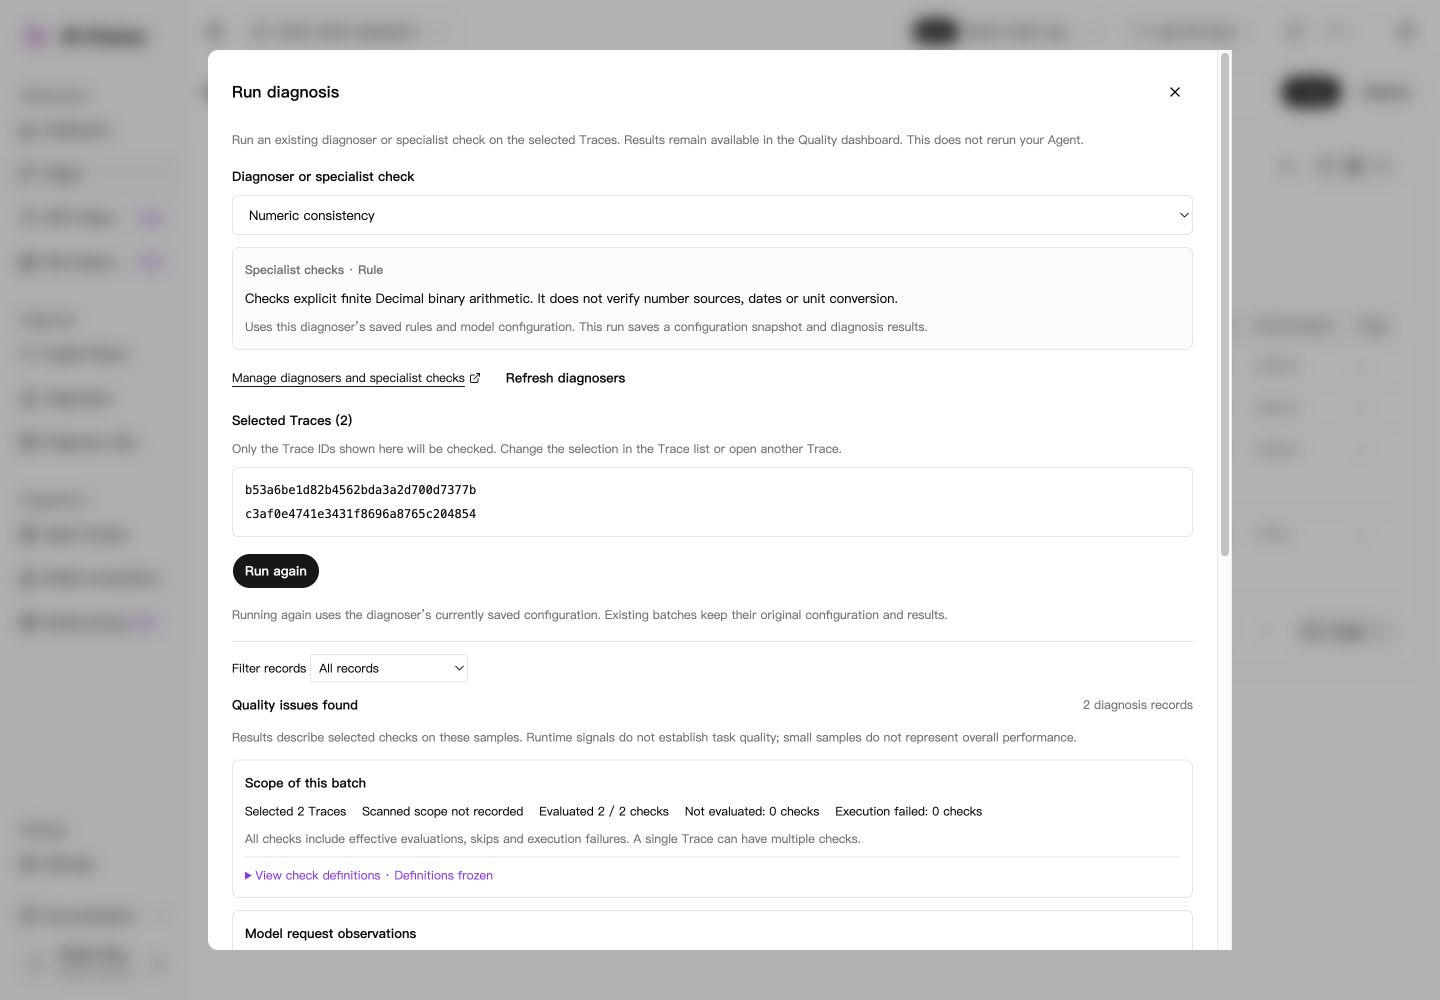 Run diagnosis
Run an existing diagnoser or specialist check on the selected Traces. Results remain available in the Quality dashboard. This does not rerun your Agent.
Diagnoser or specialist check
Numeric consistency
Specialist checks · Rule
Checks explicit finite Decimal binary arithmetic. It does not verify number sources, dates or unit conversion.
Uses this diagnoser's saved rules and model configuration. This run saves a configuration snapshot and diagnosis results.
Manage diagnosers and specialist checks Refresh diagnosers
Selected Traces (2)
Only the Trace IDs shown here will be checked. Change the selection in the Trace list or open another Trace.
b53a6be1d82b4562bda3a2d700d7377b
c3af0e4741e3431f8696a8765c204854
Run again
Running again uses the diagnoser's currently saved configuration. Existing batches keep their original configuration and results.
Filter records All records
Quality issues found 2 diagnosis records
Results describe selected checks on these samples. Runtime signals do not establish task quality; small samples do not represent overall performance.
Scope of this batch
Selected 2 Traces Scanned scope not recorded Evaluated 2 / 2 checks Not evaluated: 0 checks Execution failed: 0 checks
All checks include effective evaluations, skips and execution failures. A single Trace can have multiple checks.
View check definitions · Definitions frozen
Model request observations